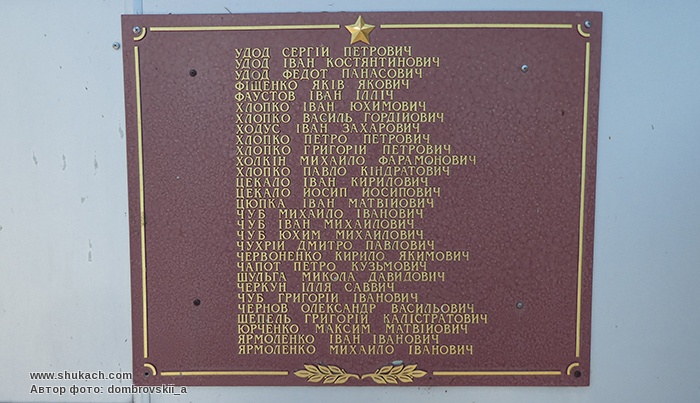 УДОД СЕРГІЙ ПЕТРОВИЧ
УДОД ІВАН КОСТЯНТИНОВИЧ
УДОД ФЕДОТ ПАНАСОВИЧ
ФІЩЕНКО ЯКІВ ЯКОВИЧ
ФАУСТОВ ІВАН ІЛЛІЧ
ХЛОПКО ІВАН ЮХИМОВИЧ
ХЛОПКО ВАСИЛЬ ГОРДІЙОВИЧ
ХОДУС ІВАН ЗАХАРОВИЧ
ХЛОПКО ПЕТРО ПЕТРОВИЧ
ХЛОПКО ГРИГОРІЙ ПЕТРОВИЧ
ХОЛКІН МИХАЙЛО ФАРАМОНОВИЧ
ХЛОПКО ПАВЛО КІНДРАТОВИЧ
ЦЕКАЛО ІВАН КИРИЛОВИЧ
ЦЕКАЛО ЙОСИП ЙОСИПОВИЧ
ЦЮПКА ІВАН МАТВІЙОВИЧ
ЧУБ МИХАЙЛО ІВАНОВИЧ
ЧУБ ІВАН МИХАЙЛОВИЧ
ЧУБ ЮХИМ МИХАЙЛОВИЧ
ЧУХРІЙ ДМИТРО ПАВЛОВИЧ
ЧЕРВОНЕНКО КИРИЛО ЯКИМОВИЧ
ЧАПОТ ПЕТРО КУЗЬМОВИЧ
ШУЛЬГА МИКОЛА ДАВИДОВИЧ
ЧЕРКУН ІЛЛЯ САВВИЧ
ЧУБ ГРИГОРІЙ ІВАНОВИЧ
ЧЕРНОВ ОЛЕКСАНДР ВАСИЛЬОВИЧ
ШЕПЕЛЬ ГРИГОРІЙ КАЛІСТРАТОВИЧ
ЮРЧЕНКО МАКСИМ МАТВІЙОВИЧ
ЯРМОЛЕНКО ІВАН ІВАНОВИЧ
ЯРМОЛЕНКО МИХАЙЛО ІВАНОВИЧ
www.shukach.com
Автор фото: dombrovskii_a